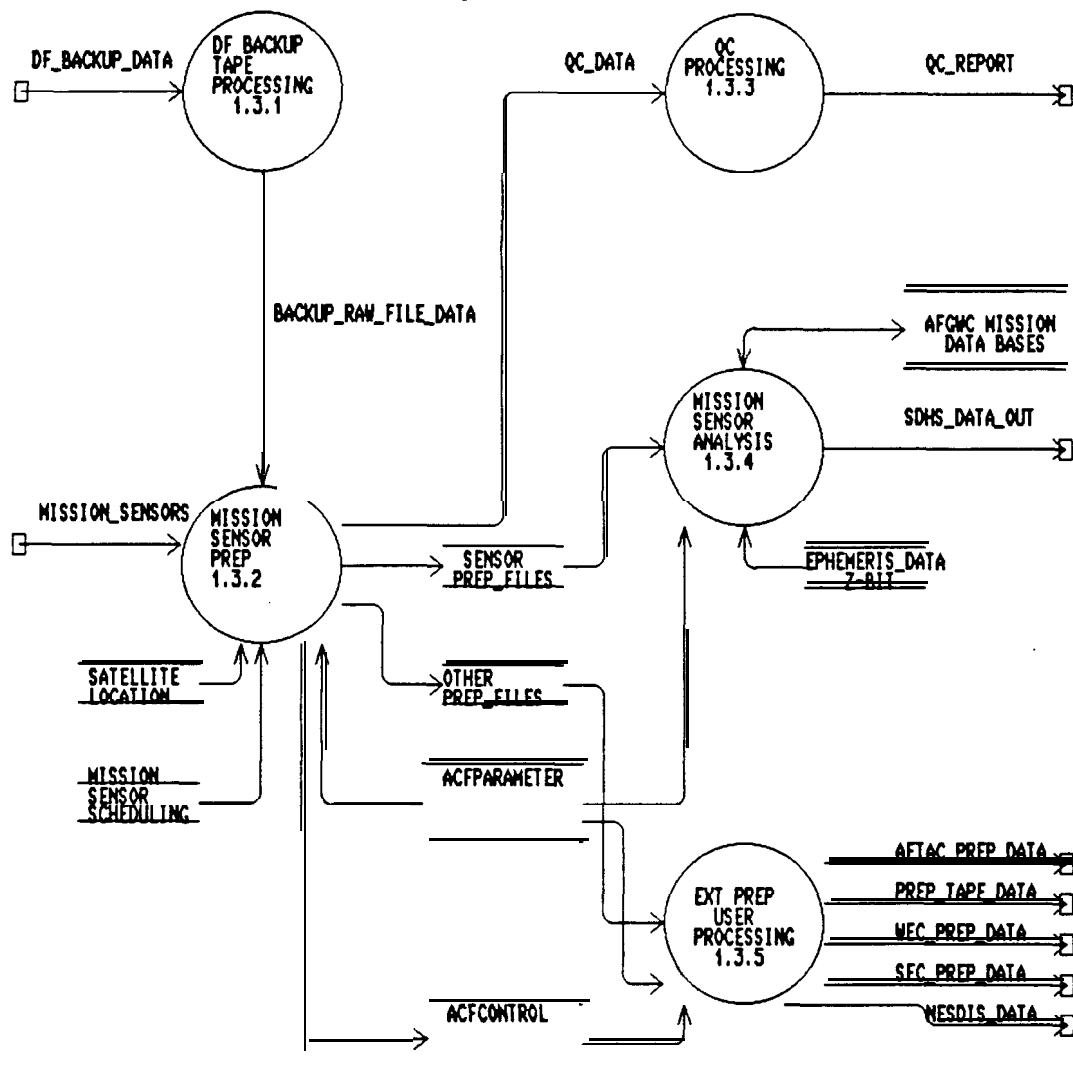 DF_BACKUP_DATA
DF BACKUP
TAPE
PROCESSING
1.3.1
QC_DATA
QC
PROCESSING
1.3.3
QC_REPORT
BACKUP_RAW_FILE_DATA
AFGWC MISSION
DATA BASES
MISSION
SENSOR
ANALYSIS
1.3.4
SDHS_DATA_OUT
MISSION_SENSORS
MISSION
SENSOR
PREP
1.3.2
SENSOR
PREP_FILES
EPHEMERIS_DATA
Z-BIT
SATELLITE
LOCATION
OTHER
PREP_FILES
MISSION
SENSOR
SCHEDULING
ACFPARAMETER
EXT PREP
USER
PROCESSING
1.3.5
AFTAC_PREP_DATA
PREP_TAPE_DATA
WEC_PREP_DATA
SFC_PREP_DATA
NESDIS_DATA
ACFCONTROL